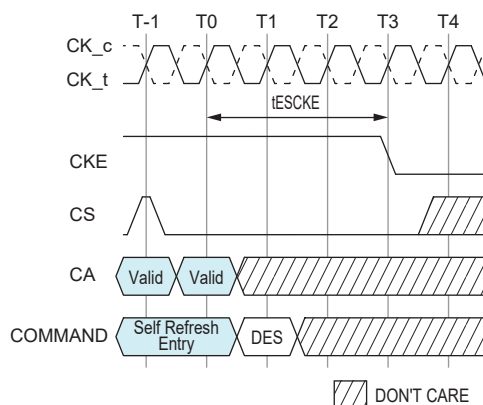 T-1 T0 T1 T2 T3 T4
CK_c
CK_t
tESCKE
CKE
CS
CA Valid Valid
COMMAND Self Refresh
Entry DES
DON'T CARE